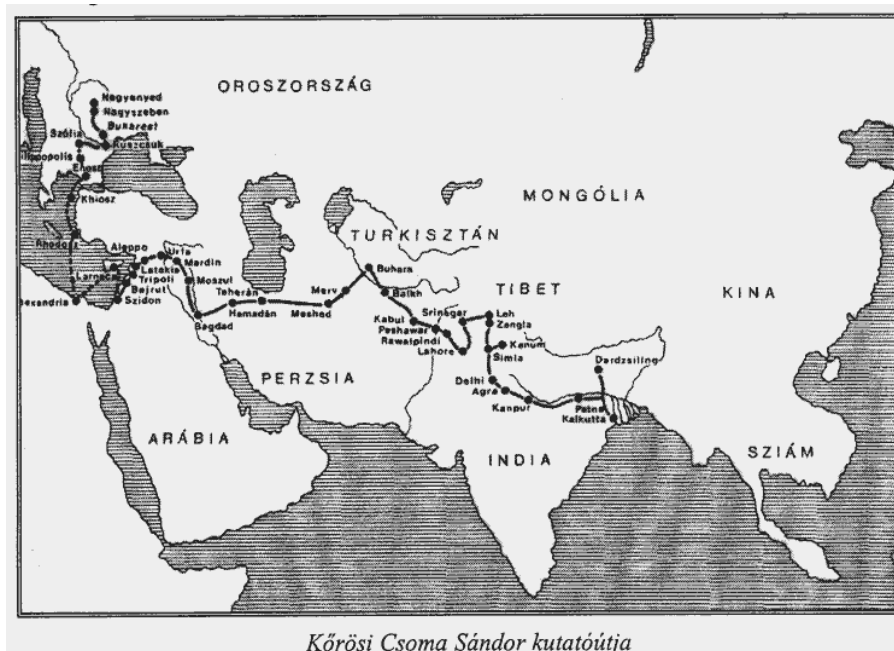 OROSZORSZÁG
Nagyenyed
Nagyszeben
Bukarest
Szófia
Ruszcsuk
ilippopolis
Enosz
Khiosz
Rhodosz
MONGÓLIA
TURKISZTÁN
Aleppo
Urfa
Mardin
Larnaca
Latakia
Tripoli
Bejrut
Szidon
Moszul
exandria
Bagdad
Teherán
Hamadán
Meshed
Merv
Buhara
Balkh
TIBET
KINA
Kabul
Peshawar
Rawalpindi
Lahore
Srinagar
Leh
Zangla
Kanum
Simla
Dardzsiling
PERZSIA
Delhi
Agra
Kanpur
Patna
Kalkutta
ARÁBIA
INDIA
SZIÁM
Kőrösi Csoma Sándor kutatóútja